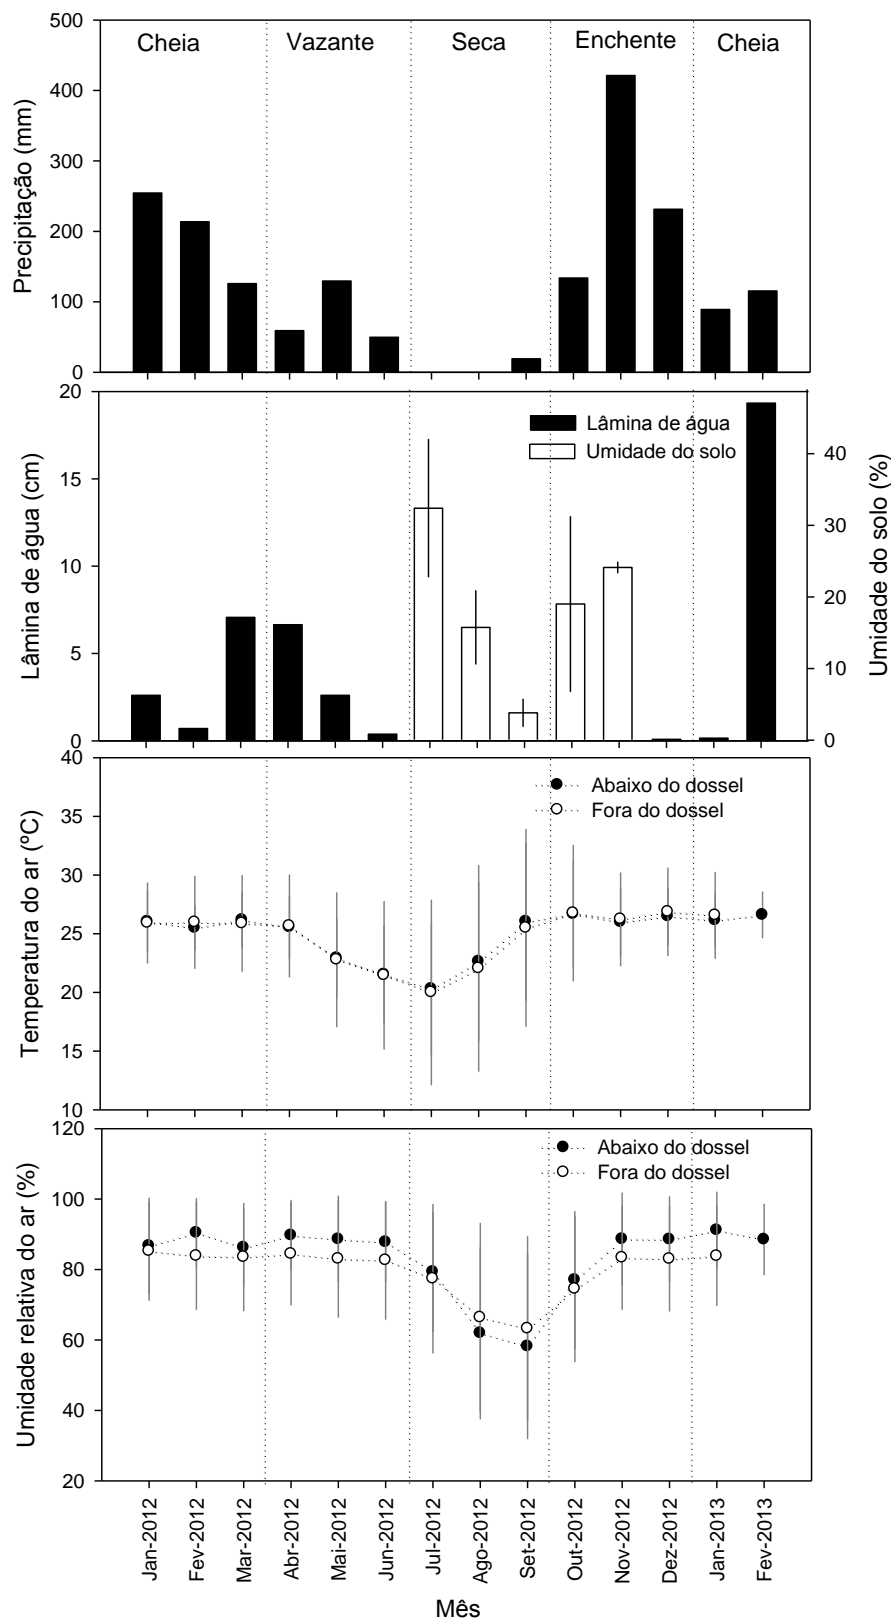 500
400
300
200
100
0
Precipitação (mm)
Cheia
Vazante
Seca
Enchente
Cheia
20
15
10
5
0
Lâmina de água (cm)
Lâmina de água
Umidade do solo
40
30
20
10
0
Umidade do solo (%)
40
35
30
25
20
15
10
Temperatura do ar (ºC)
Abaixo do dossel
Fora do dossel
120
100
80
60
40
20
Umidade relativa do ar (%)
Abaixo do dossel
Fora do dossel
Jan-2012
Fev-2012
Mar-2012
Abr-2012
Mai-2012
Jun-2012
Jul-2012
Ago-2012
Set-2012
Out-2012
Nov-2012
Dez-2012
Jan-2013
Fev-2013
Mês